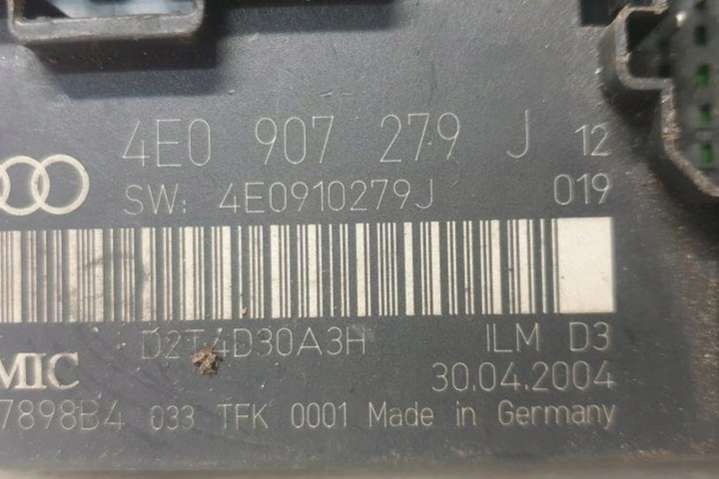 4E0 907 279 J 12
SW: 4E0910279J 019
D2T4D30A3H ILM D3
MIC 30.04.2004
7898B4 033 TFK 0001 Made in Germany